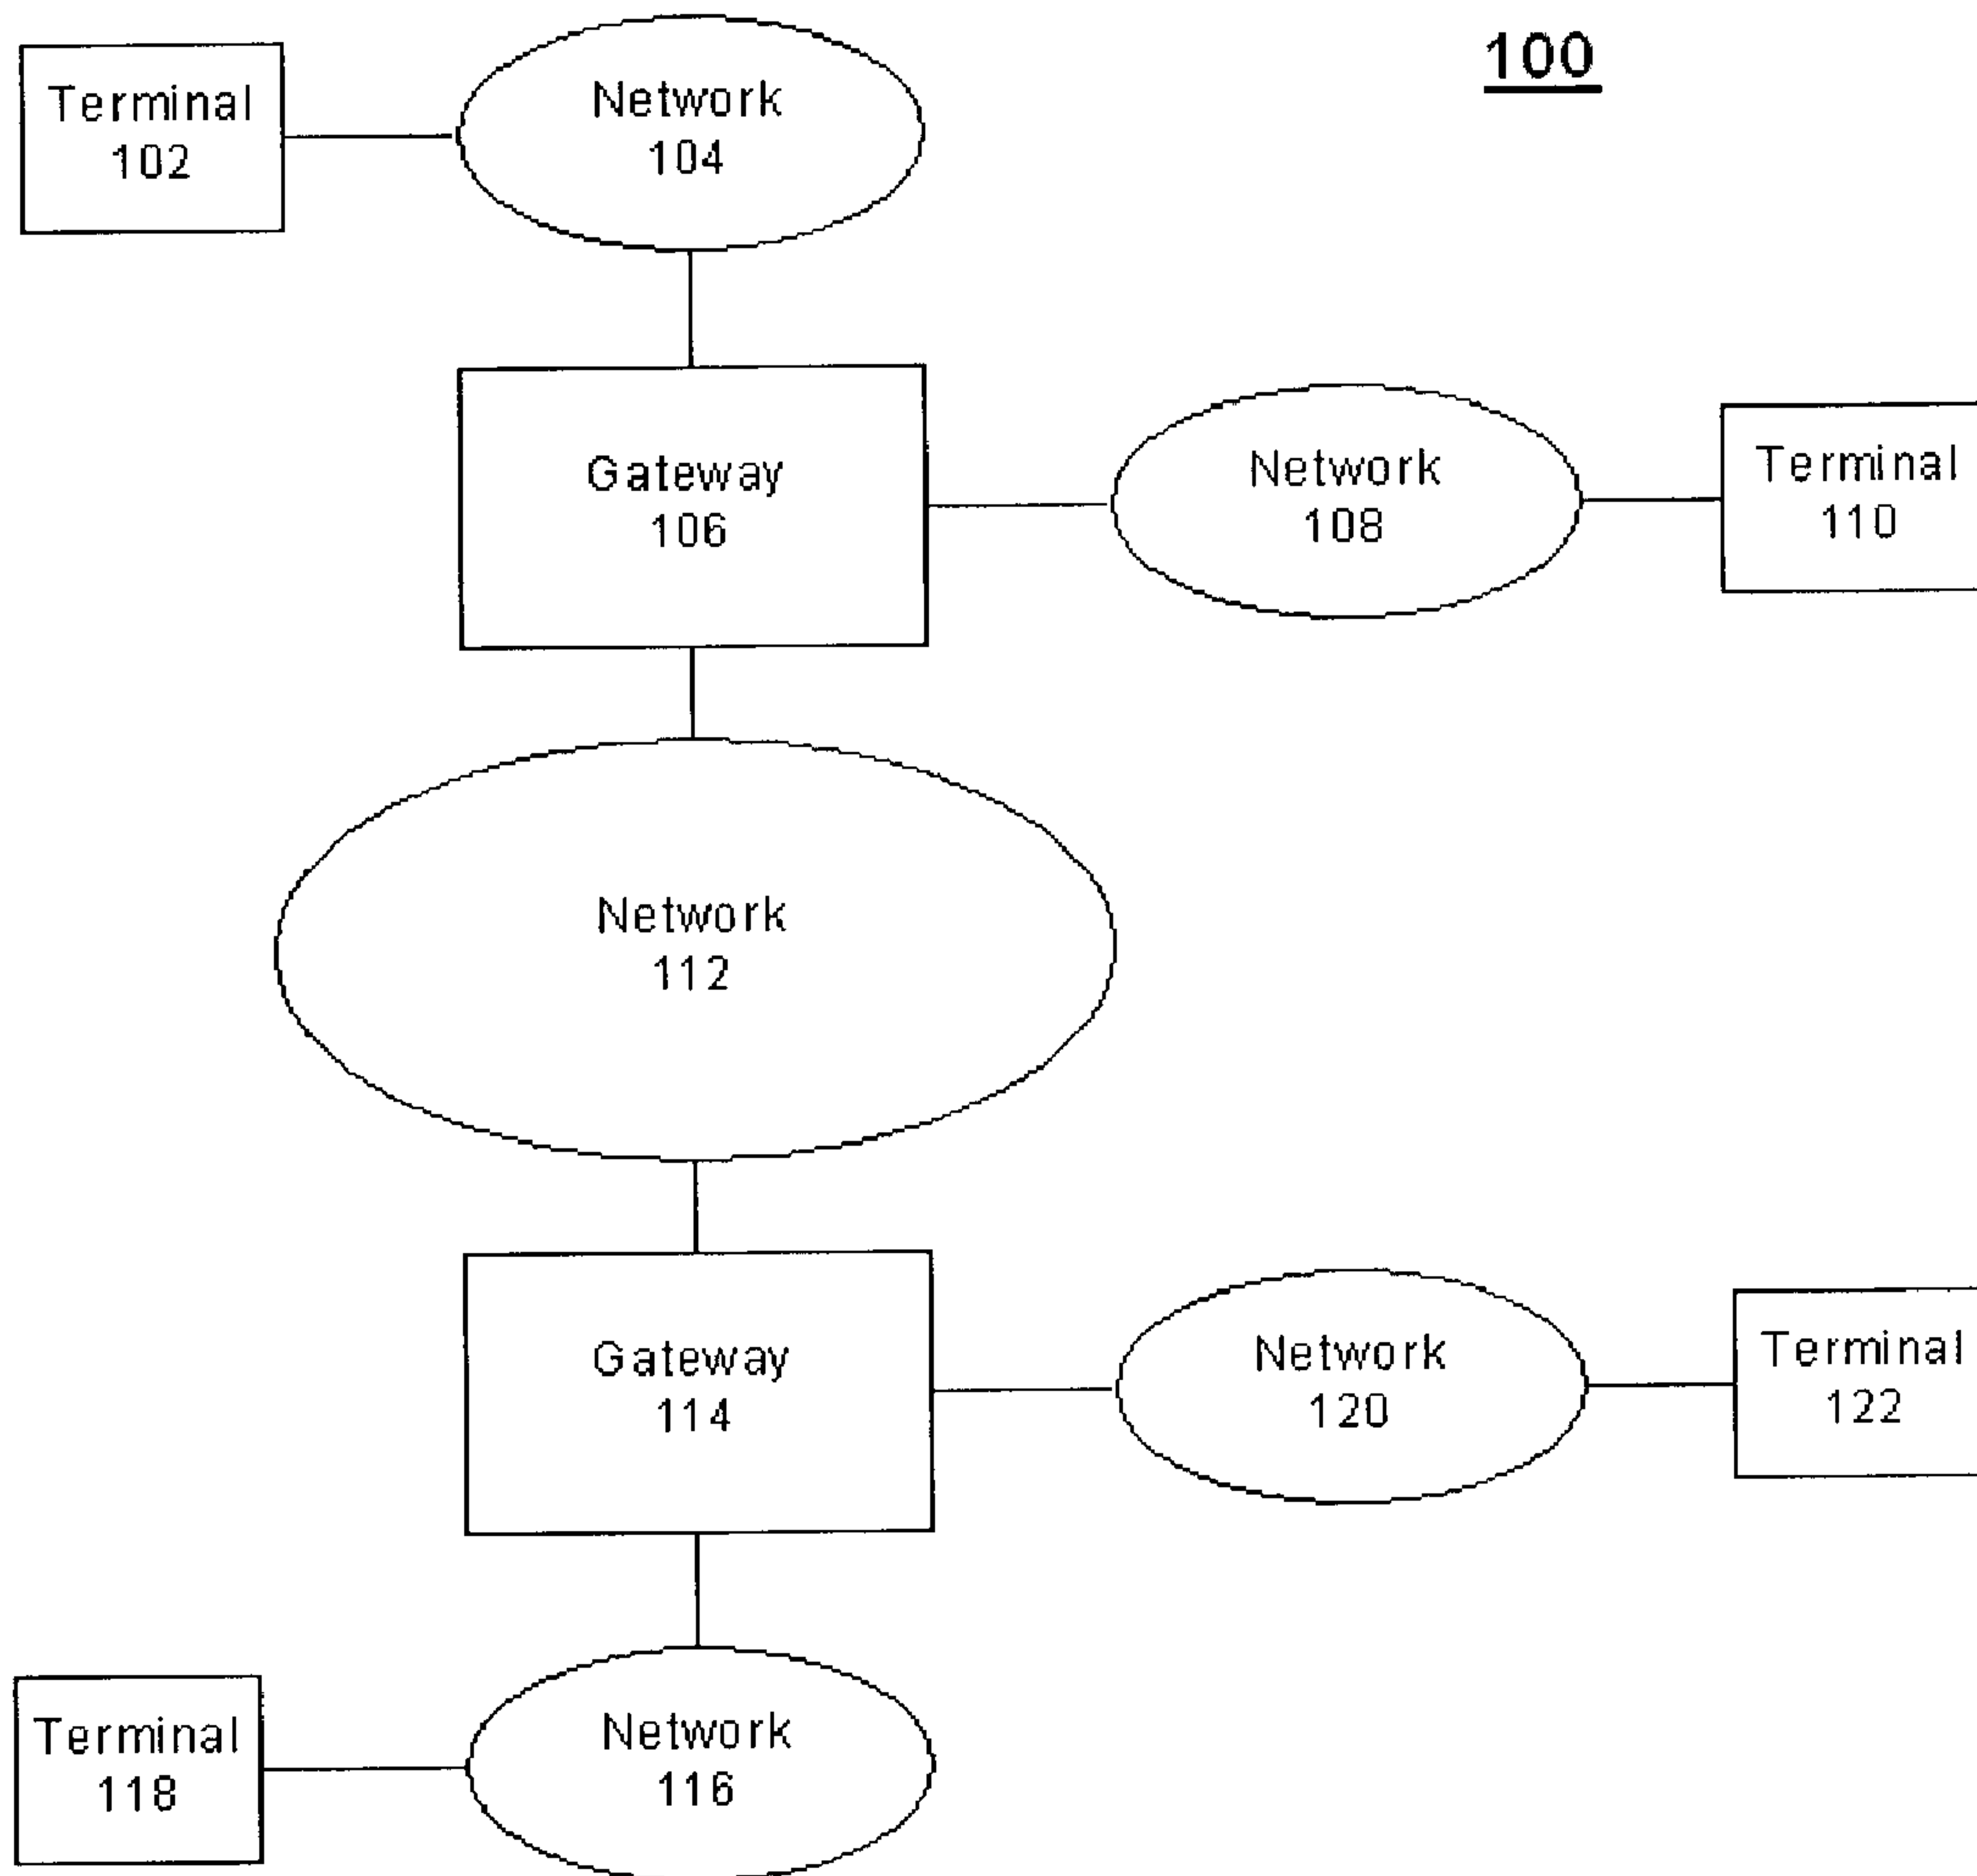 100
Terminal
102
Network
104
Gateway
106
Network
108
Terminal
110
Network
112
Gateway
114
Network
120
Terminal
122
Terminal
118
Network
116